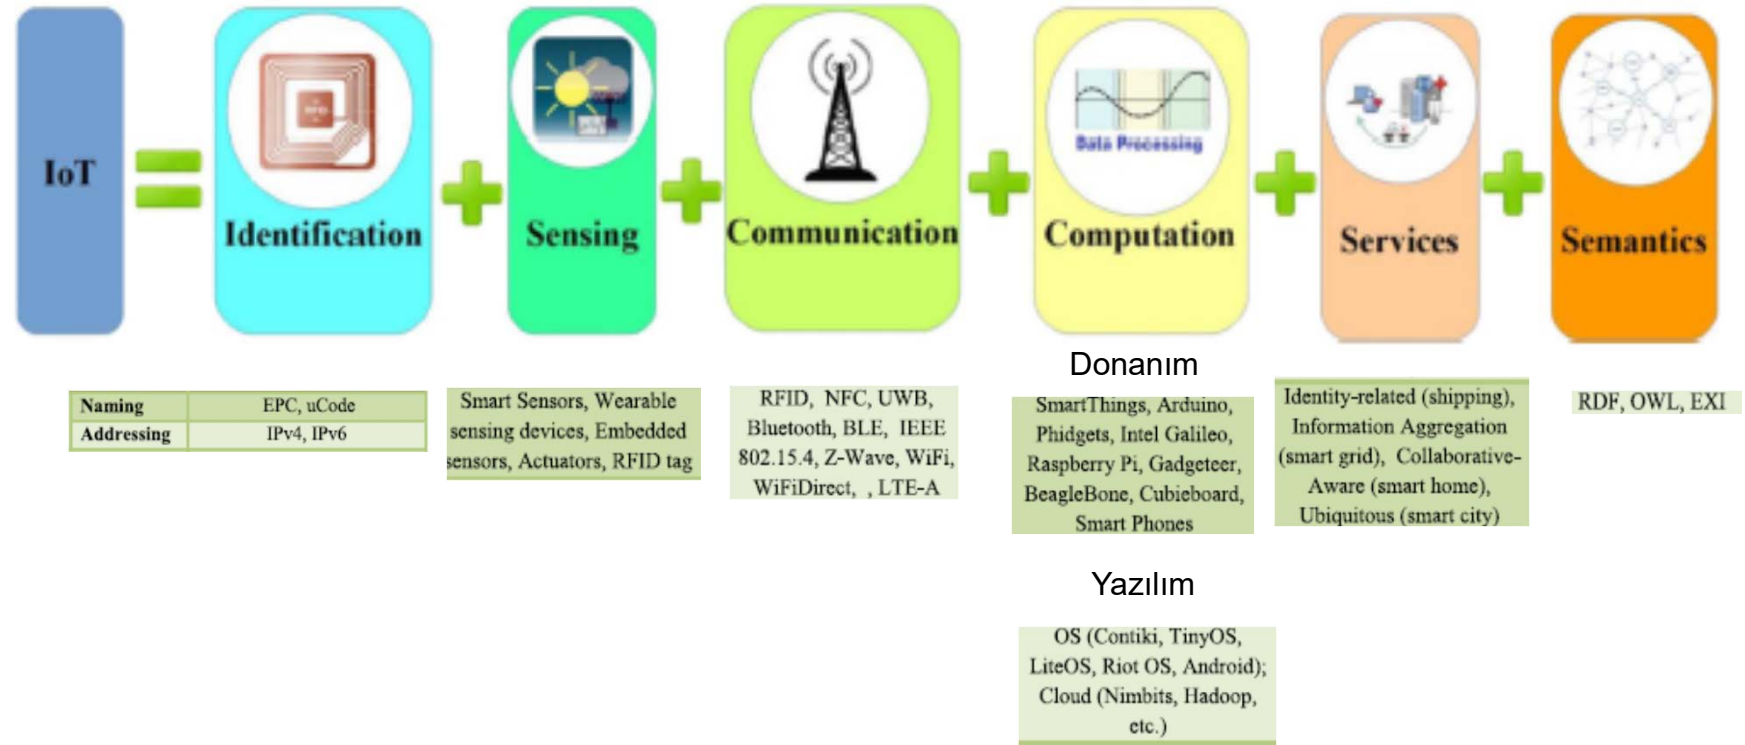 IoT
Identification
Sensing
Communication
Data Processing
Computation
Services
Semantics
Naming EPC, uCode
Addressing IPv4, IPv6
Smart Sensors, Wearable
sensing devices, Embedded
sensors, Actuators, RFID tag
RFID, NFC, UWB,
Bluetooth, BLE, IEEE
802.15.4, Z-Wave, WiFi,
WiFiDirect, , LTE-A
Donanım
SmartThings, Arduino,
Phidgets, Intel Galileo,
Raspberry Pi, Gadgeteer,
BeagleBone, Cubieboard,
Smart Phones
Yazılım
OS (Contiki, TinyOS,
LiteOS, Riot OS, Android);
Cloud (Nimbits, Hadoop,
etc.)
Identity-related (shipping),
Information Aggregation
(smart grid), Collaborative-
Aware (smart home),
Ubiquitous (smart city)
RDF, OWL, EXI